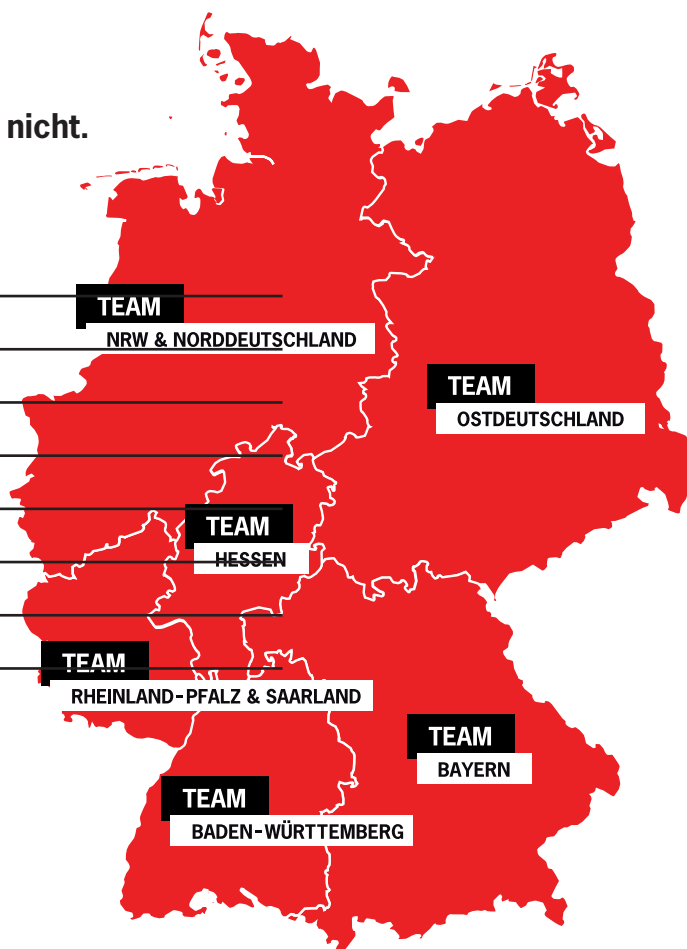 nicht.
TEAM
NRW & NORDDEUTSCHLAND
TEAM
OSTDEUTSCHLAND
TEAM
HESSEN
TEAM
RHEINLAND-PFALZ & SAARLAND
TEAM
BAYERN
TEAM
BADEN-WÜRTTEMBERG